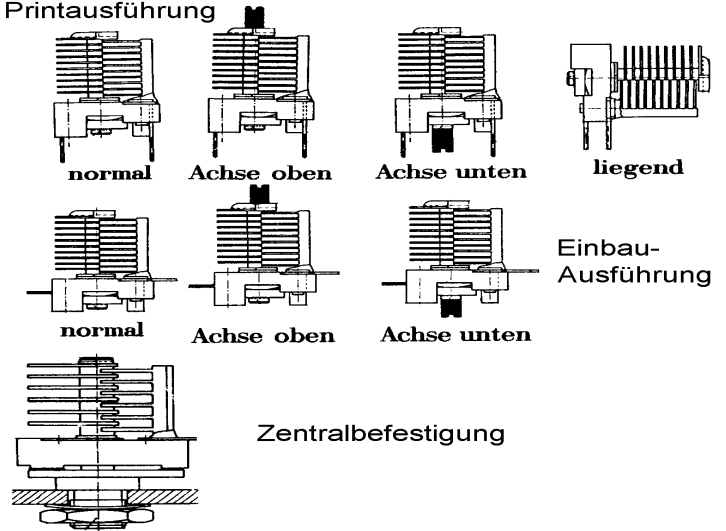 Printausführung
normal
Achse oben
Achse unten
liegend
Einbau-
Ausführung
normal
Achse oben
Achse unten
Zentralbefestigung